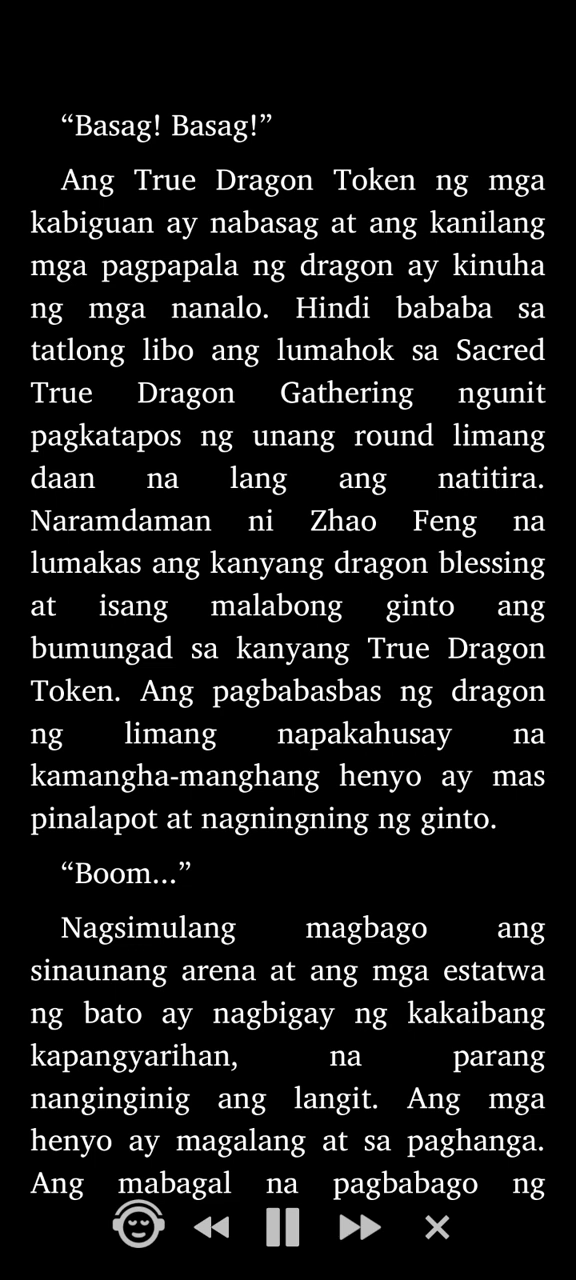 “Basag! Basag!”
Ang True Dragon Token ng mga
kabiguan ay nabasag at ang kanilang
mga pagpapala ng dragon ay kinuha
ng mga nanalo. Hindi bababa sa
tatlong libo ang lumahok sa Sacred
True Dragon Gathering ngunit
pagkatapos ng unang round limang
daan na lang ang natitira.
Naramdaman ni Zhao Feng na
lumakas ang kanyang dragon blessing
at isang malabong ginto ang
bumungad sa kanyang True Dragon
Token. Ang pagbabasbas ng dragon
ng limang napakahusay na
kamangha-manghang henyo ay mas
pinalapot at nagningning ng ginto.
“Boom...”
Nagsimulang magbago ang
sinaunang arena at ang mga estatwa
ng bato ay nagbigay ng kakaibang
kapangyarihan, na parang
nanginginig ang langit. Ang mga
henyo ay magalang at sa paghanga.
Ang mabagal na pagbabago ng